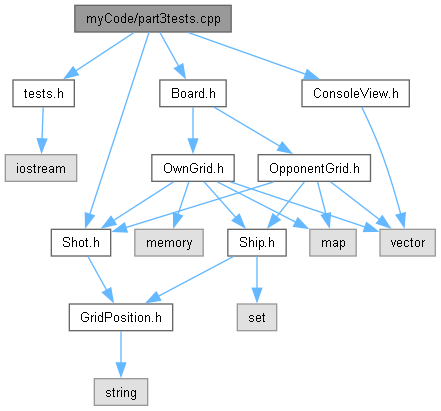 myCode/part3tests.cpp
tests.h
Board.h
ConsoleView.h
iostream
OwnGrid.h
OpponentGrid.h
Shot.h
memory
Ship.h
map
vector
GridPosition.h
set
string